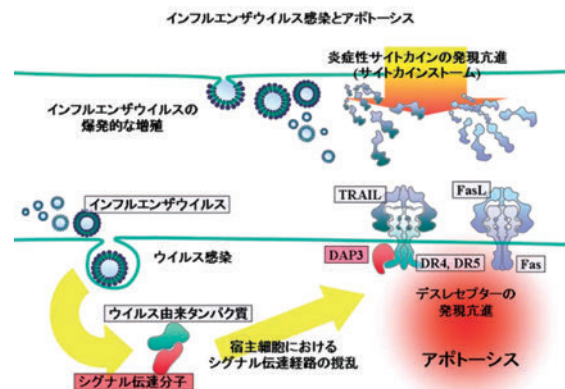 インフルエンザウイルス感染とアポトーシス
炎症性サイトカインの発現亢進
(サイトカインストーム)
インフルエンザウイルスの
爆発的な増殖
インフルエンザウイルス
TRAIL
FasL
ウイルス感染
DAP3
DR4, DR5
Fas
デスレセプターの
発現亢進
ウイルス由来タンパク質
宿主細胞における
シグナル伝達経路の撹乱
アポトーシス
シグナル伝達分子